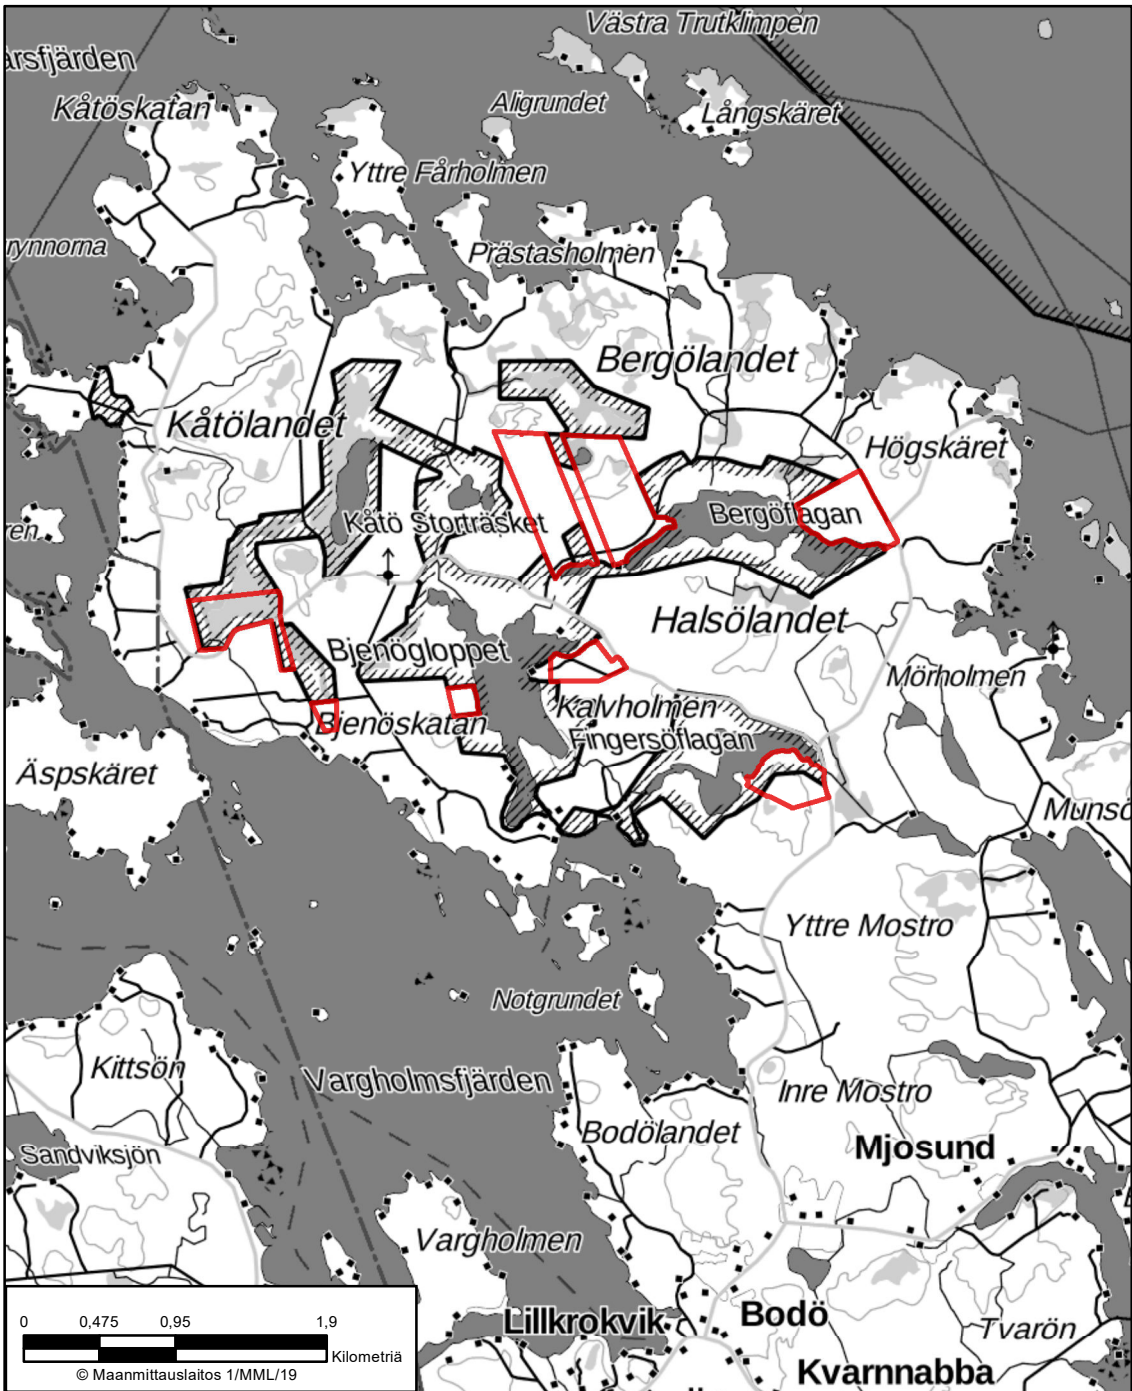 Västra Trutklimpen
ärsfjärden
Kåtöskatan
Aligrundet
Långskäret
Yttre Fårholmen
rynnorna
Prästasholmen
Bergölandet
Kåtölandet
Högskäret
Kåtö Storträsket
Bergöflagan
ren
Halsölandet
Bjenögloppet
Mörholmen
Kalvholmen
Bjenöskatan
Fingersöflagan
Äspskäret
Munsö
Yttre Mostro
Notgrundet
Kittsön
Vargholmsfjärden
Inre Mostro
Bodölandet
Mjosund
Sandviksjön
Vargholmen
Lillkrokvik
Bodö
Tvarön
Kvarnnabba
0 0,475 0,95 1,9
Kilometriä
© Maanmittauslaitos 1/MML/19